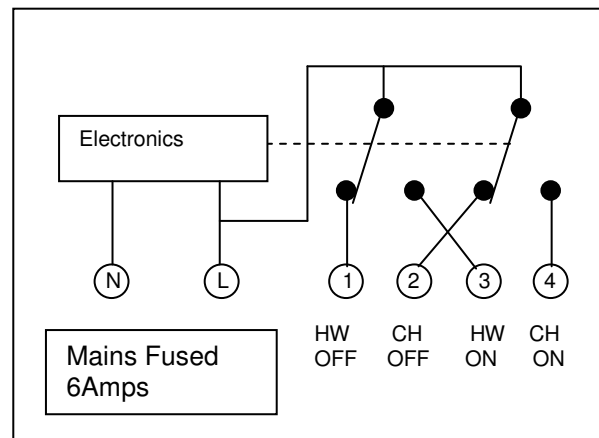 Electronics
N L 1 2 3 4
HW CH HW CH
OFF OFF ON ON
Mains Fused
6Amps